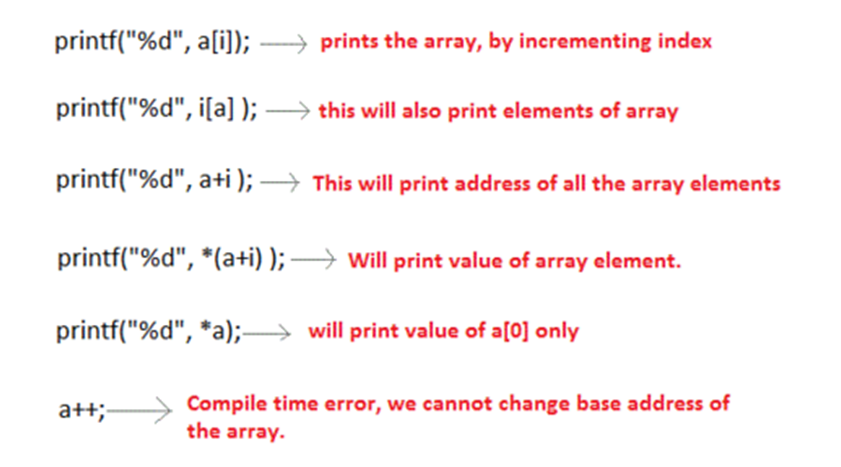 printf("%d", a[i]); ⟶ prints the array, by incrementing index
printf("%d", i[a] ); ⟶ this will also print elements of array
printf("%d", a+i ); ⟶ This will print address of all the array elements
printf("%d", *(a+i) ); ⟶ Will print value of array element.
printf("%d", *a); ⟶ will print value of a[0] only
a++; ⟶ Compile time error, we cannot change base address of
the array.